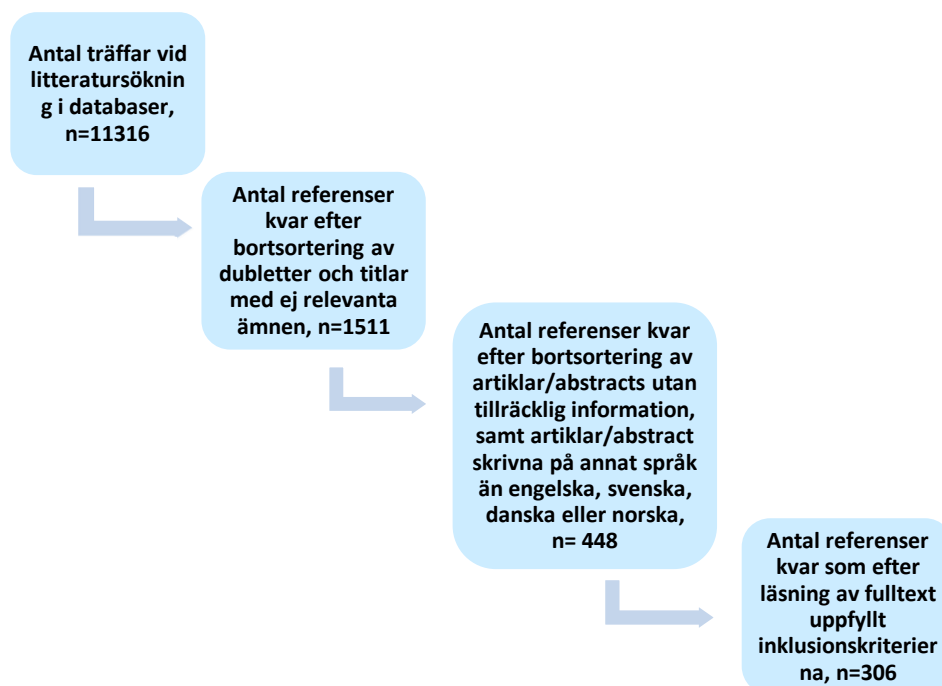 Antal träffar vid
litteratursöknin
g i databaser,
n=11316
Antal referenser
kvar efter
bortsortering av
dubletter och titlar
med ej relevanta
ämnen, n=1511
Antal referenser kvar
efter bortsortering av
artiklar/abstracts utan
tillräcklig information,
samt artiklar/abstract
skrivna på annat språk
än engelska, svenska,
danska eller norska,
n= 448
Antal referenser
kvar som efter
läsning av fulltext
uppfyllt
inklusionskriterier
na, n=306